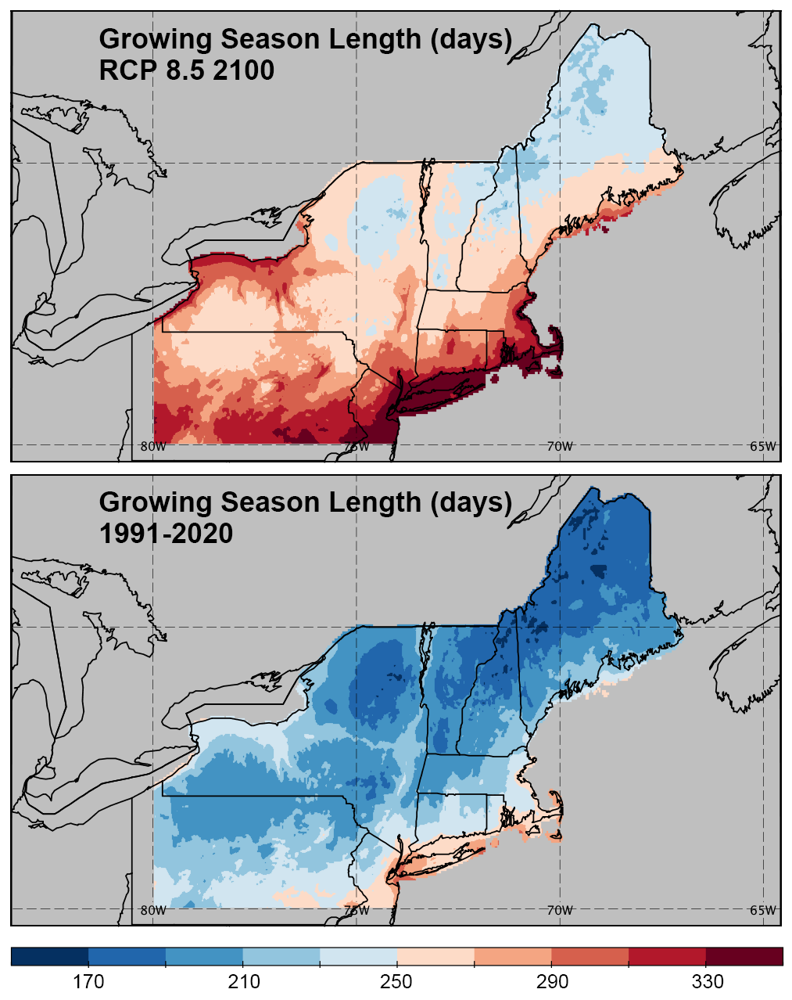 Growing Season Length (days)
RCP 8.5 2100
80W 75W 70W 65W
Growing Season Length (days)
1991-2020
80W 75W 70W 65W
170 210 250 290 330